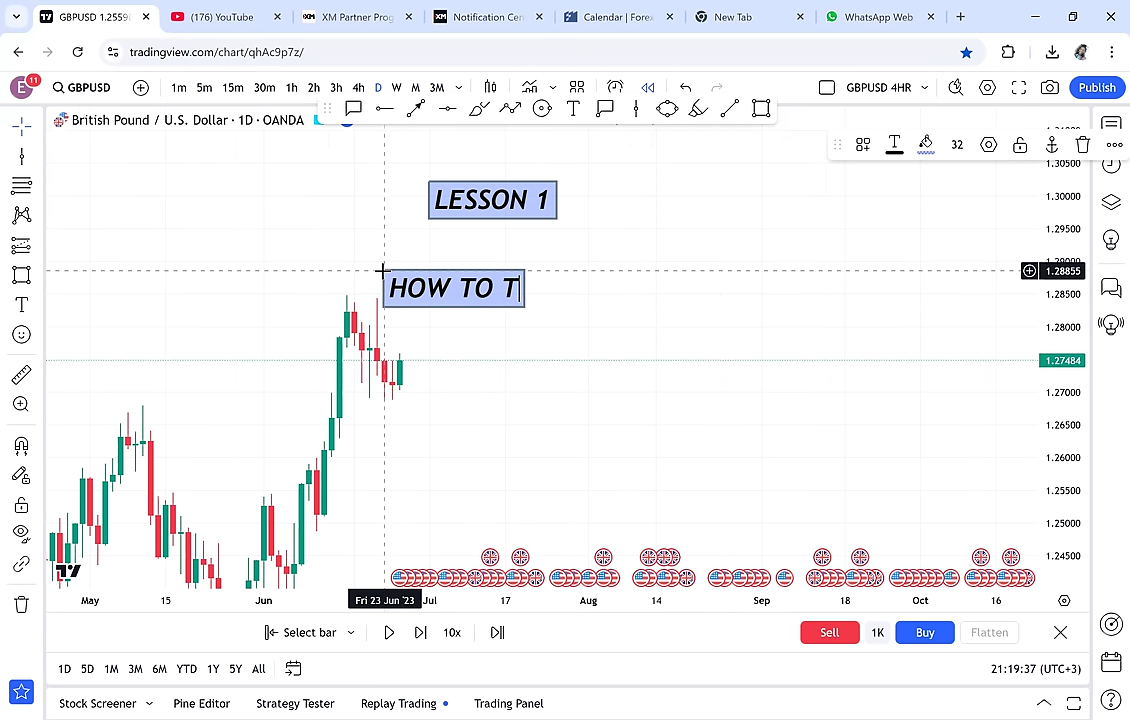 GBPUSD 1.2559
(176) YouTube
XM Partner Prog
Notification Cen
Calendar | Forex
New Tab
WhatsApp Web
tradingview.com/chart/qhAc9p7z/
E 11 GBPUSD 1m 5m 15m 30m 1h 2h 3h 4h D W M 3M GBPUSD 4HR Publish
British Pound / U.S. Dollar · 1D · OANDA
32
1.30500
LESSON 1
1.30000
1.29500
1.28855
HOW TO T
1.28500
1.28000
1.27484
1.27000
1.26500
1.26000
1.25500
1.25000
1.24500
May 15 Jun Fri 23 Jun '23 Jul 17 Aug 14 Sep 18 Oct 16
Select bar 10x Sell 1K Buy Flatten
1D 5D 1M 3M 6M YTD 1Y 5Y All 21:19:37 (UTC+3)
Stock Screener Pine Editor Strategy Tester Replay Trading Trading Panel